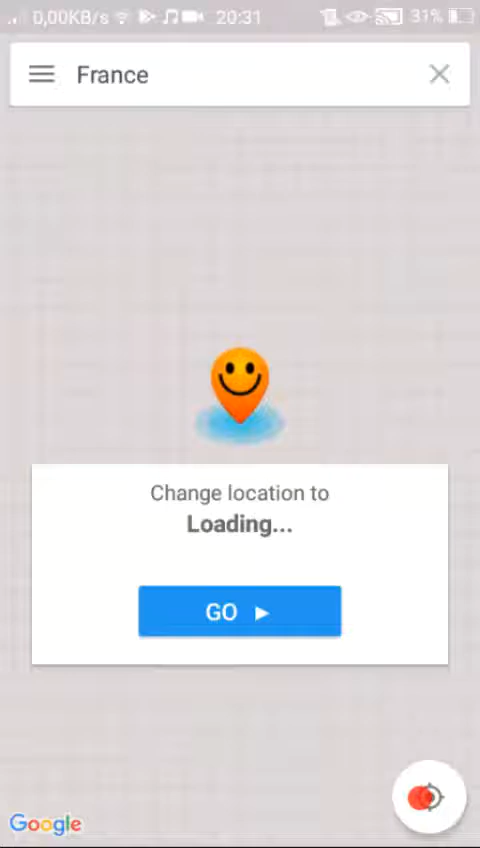 0,00KB/s 20:31 31%
France
Change location to
Loading...
GO
Google